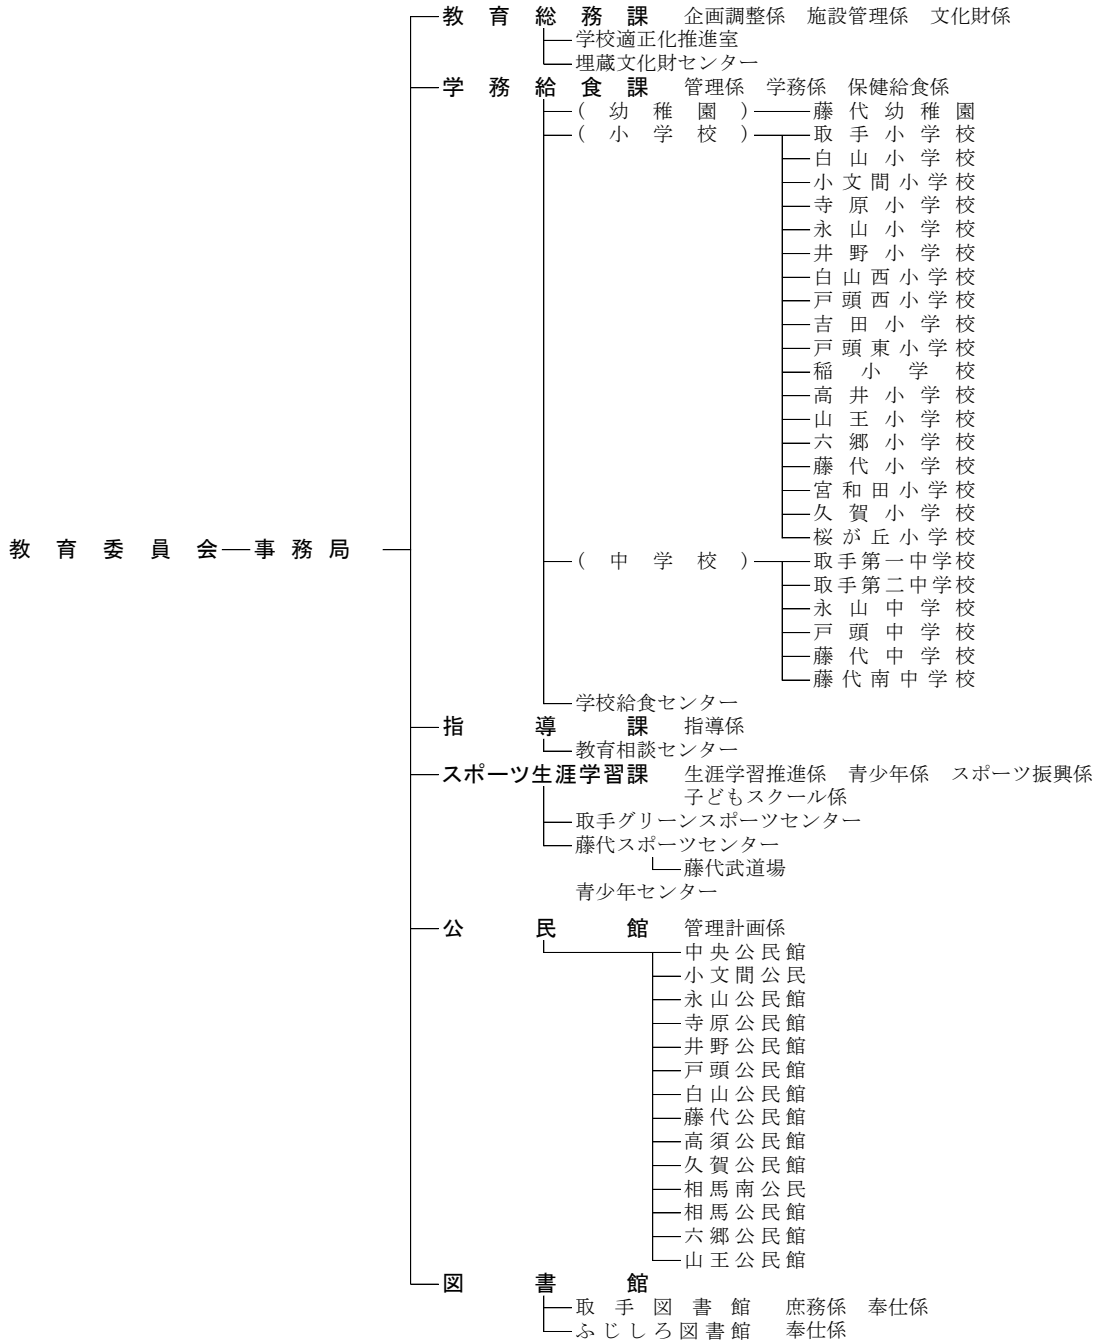 教育総務課 企画調整係 施設管理係 文化財係
学校適正化推進室
埋蔵文化財センター
学務給食課 管理係 学務係 保健給食係
(幼稚園) 藤代幼稚園
(小学校) 取手小学校
白山小学校
小文間小学校
寺原小学校
永山小学校
井野小学校
白山西小学校
戸頭西小学校
吉田小学校
戸頭東小学校
稲小学校
高井小学校
山王小学校
六郷小学校
藤代小学校
宮和田小学校
久賀小学校
桜が丘小学校
教育委員会 事務局
(中学校) 取手第一中学校
取手第二中学校
永山中学校
戸頭中学校
藤代中学校
藤代南中学校
学校給食センター
指導課 指導係
教育相談センター
スポーツ生涯学習課 生涯学習推進係 青少年係 スポーツ振興係
子どもスクール係
取手グリーンスポーツセンター
藤代スポーツセンター
藤代武道場
青少年センター
公民館 管理計画係
中央公民館
小文間公民
永山公民館
寺原公民館
井野公民館
戸頭公民館
白山公民館
藤代公民館
高須公民館
久賀公民館
相馬南公民
相馬公民館
六郷公民館
山王公民館
図書館
取手図書館 庶務係 奉仕係
ふじしろ図書館 奉仕係